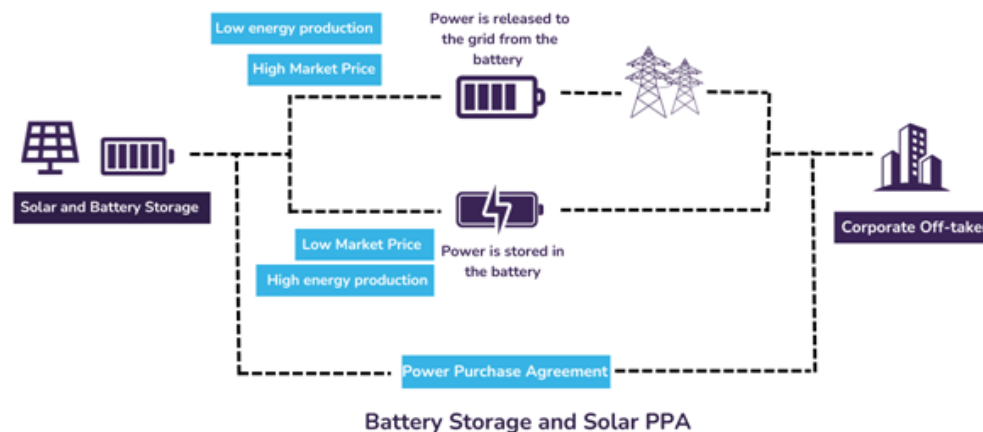 Low energy production
High Market Price
Power is released to
the grid from the
battery
Solar and Battery Storage
Low Market Price
High energy production
Power is stored in
the battery
Corporate Off-take
Power Purchase Agreement
Battery Storage and Solar PPA